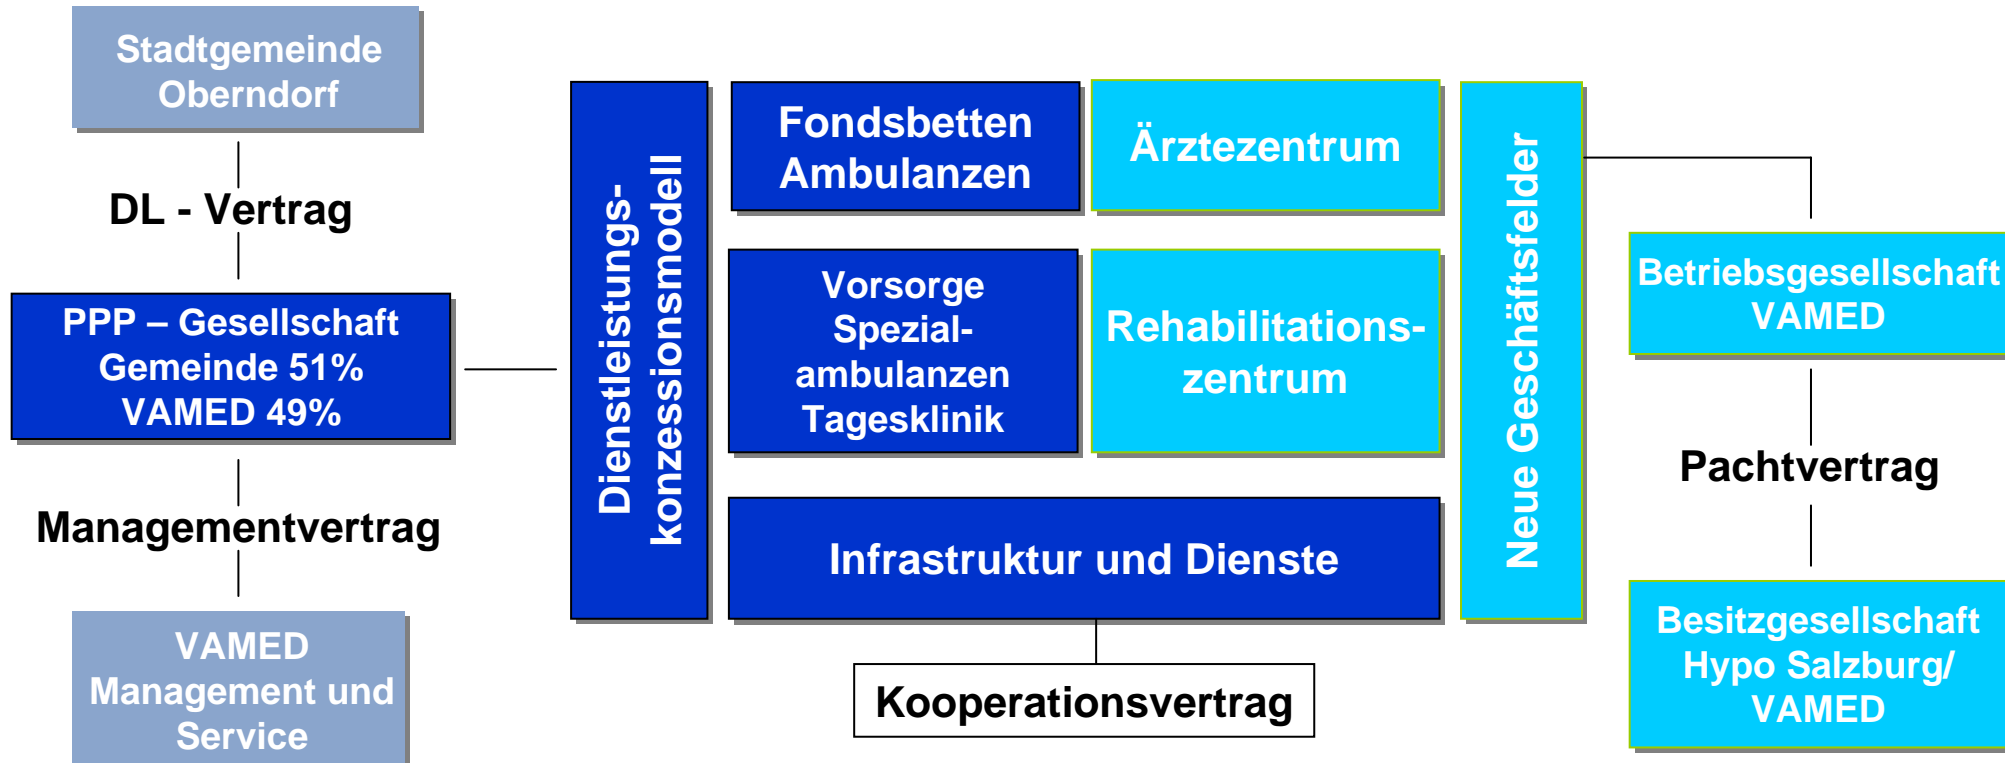 Stadtgemeinde
Oberndorf
DL - Vertrag
PPP – Gesellschaft
Gemeinde 51%
VAMED 49%
Managementvertrag
VAMED
Management und
Service
Dienstleistungs-
konzessionsmodell
Fondsbetten
Ambulanzen
Ärztezentrum
Vorsorge
Spezial-
ambulanzen
Tagesklinik
Rehabilitations-
zentrum
Infrastruktur und Dienste
Kooperationsvertrag
Neue Geschäftsfelder
Betriebsgesellschaft
VAMED
Pachtvertrag
Besitzgesellschaft
Hypo Salzburg/
VAMED